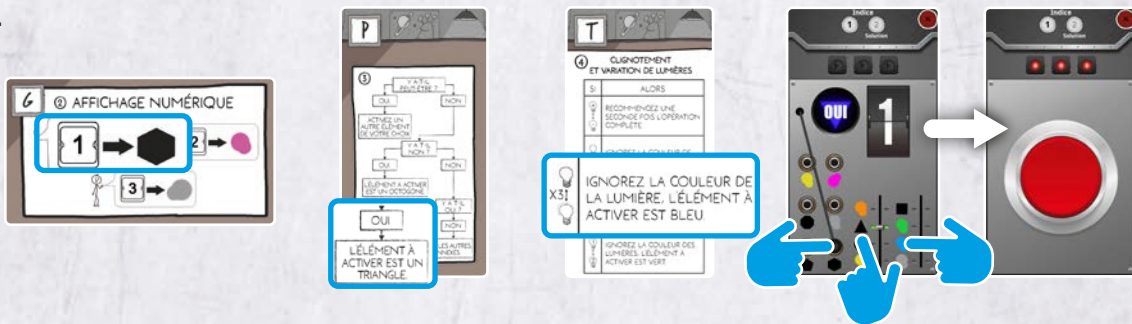 6
② AFFICHAGE NUMÉRIQUE
1
2
3
P
③
Y A T-IL
PEUT-ÊTRE ?
OUI
NON
ACTIVEZ UN
AUTRE ÉLÉMENT
DE VOTRE CHOIX
Y A T-IL
NON ?
OUI
NON
L'ÉLÉMENT À ACTIVER
EST UN OCTOGONE
OUI
NON
L'ÉLÉMENT À
ACTIVER EST UN
TRIANGLE.
T
④ CLIGNOTEMENT
ET VARIATION DE LUMIÈRES
SI
ALORS
RECOMMENCEZ UNE
SECONDE FOIS L'OPÉRATION
COMPLÈTE
X3
IGNOREZ LA COULEUR DE
LA LUMIÈRE. L'ÉLÉMENT À
ACTIVER EST BLEU.
IGNOREZ LA COULEUR DES
LUMIÈRES. L'ÉLÉMENT À
ACTIVER EST VERT.
Indice
1
2
Solution
OUI
1
Indice
1
2
Solution